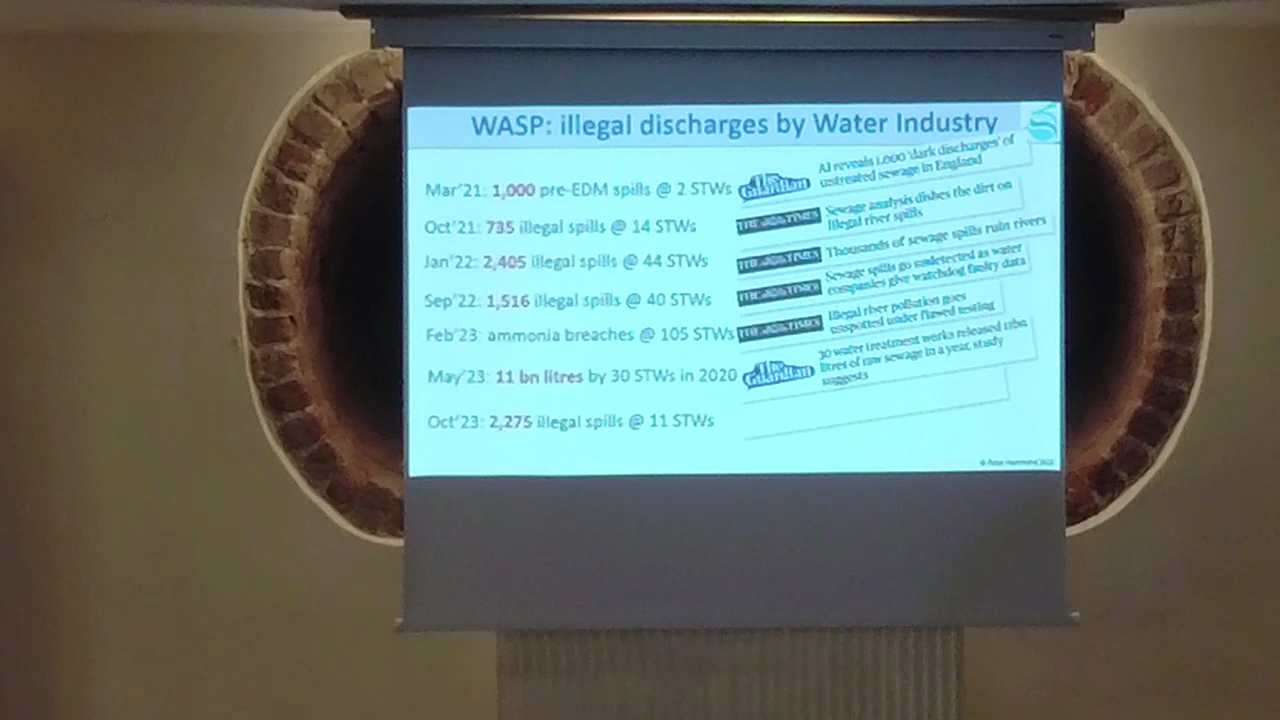 WASP: illegal discharges by Water Industry
Mar'21: 1,000 pre-EDM spills @ 2 STWs
The Guardian
AI reveals 1,000 'dark discharges' of
untreated sewage in England
Oct'21: 735 illegal spills @ 14 STWs
THE TIMES
Sewage analysis dishes the dirt on
illegal river spills
Jan'22: 2,405 illegal spills @ 44 STWs
THE TIMES
Thousands of sewage spills ruin rivers
Sep'22: 1,516 illegal spills @ 40 STWs
THE TIMES
Sewage spills go undetected as water
companies give watchdog faulty data
Feb'23: ammonia breaches @ 105 STWs
THE TIMES
Illegal river pollution goes
unspotted under flawed testing
May'23: 11 bn litres by 30 STWs in 2020
The Guardian
30 water treatment works released 11bn
litres of raw sewage in a year, study
suggests
Oct'23: 2,275 illegal spills @ 11 STWs
© Peter Hammond